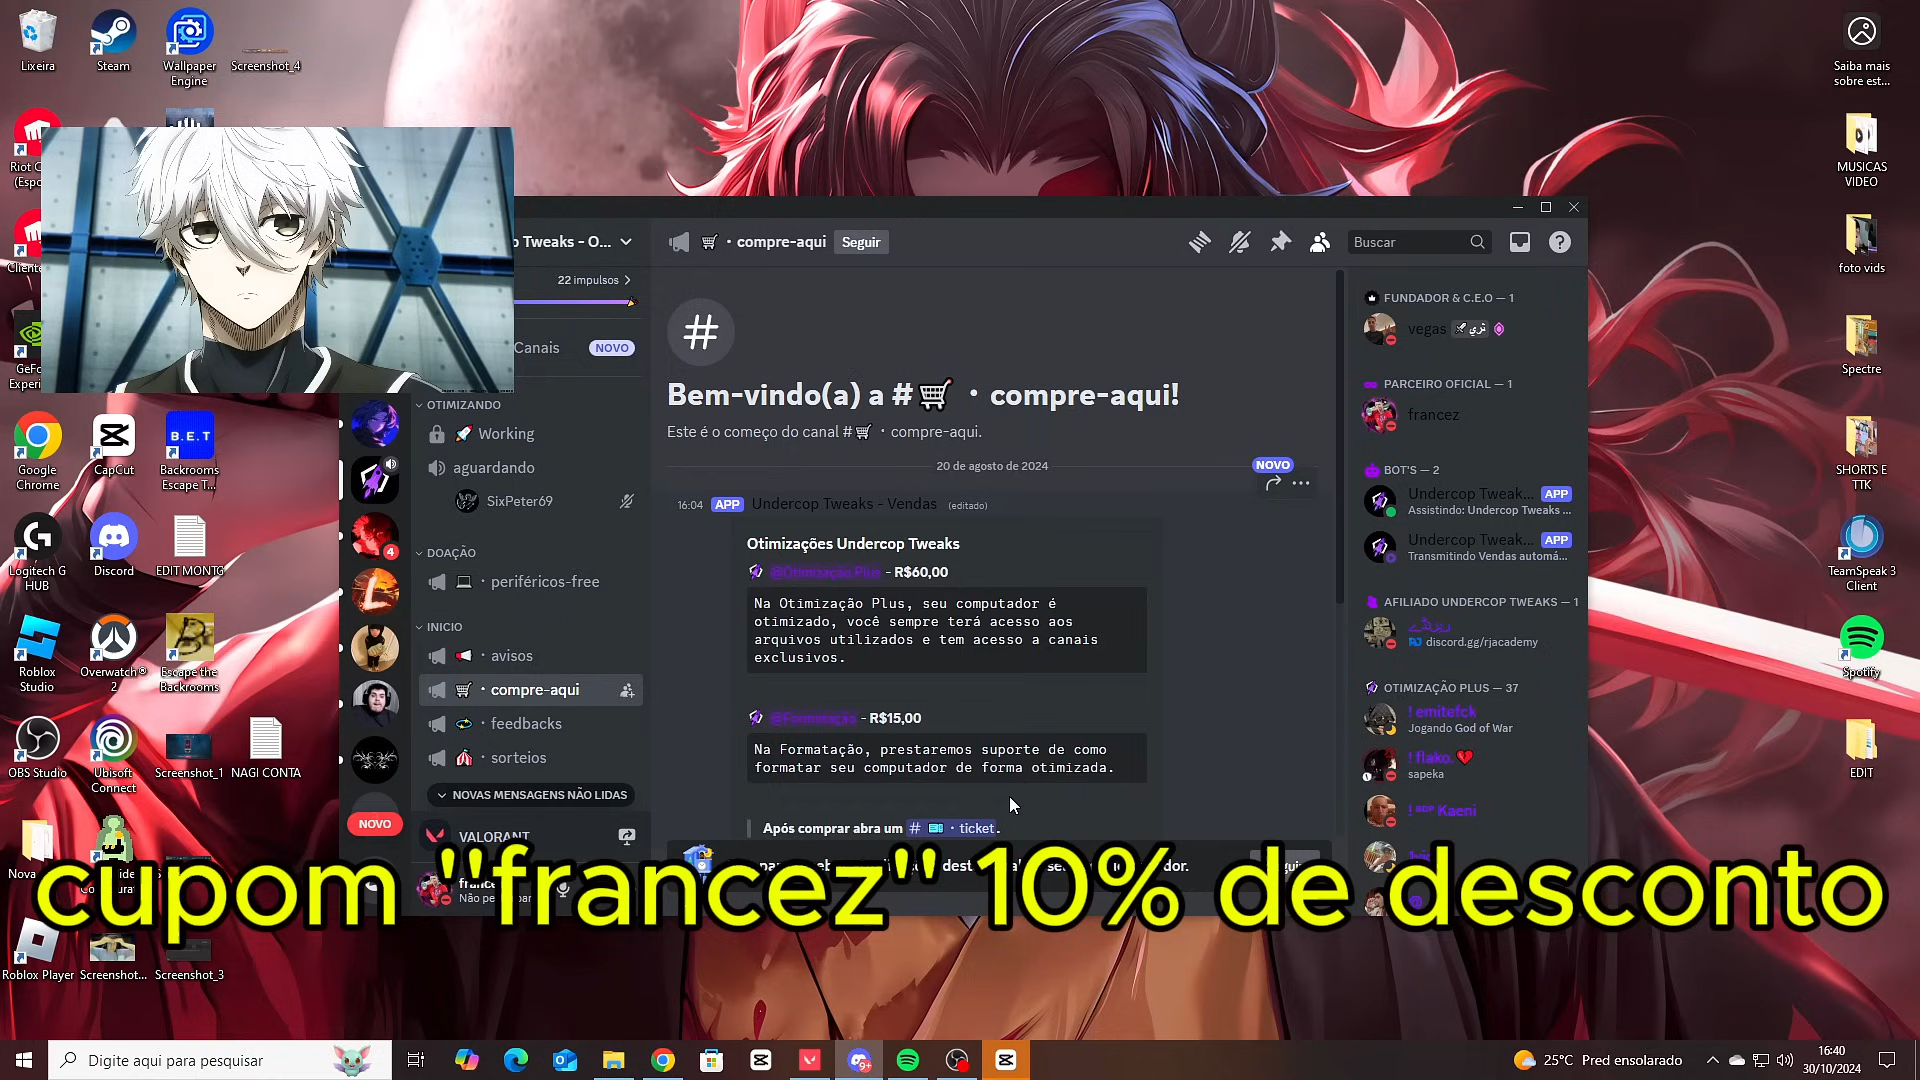 Lixeira
Steam
Wallpaper
Engine
Screenshot_4
Saiba mais
sobre est...
MUSICAS
VIDEO
foto vids
Spectre
SHORTS E
TTK
TeamSpeak 3
Client
Spotify
EDIT
Google
Chrome
CapCut
B.E.T
Backrooms
Escape T...
Logitech G
HUB
Discord
EDIT MONTG
Roblox
Studio
Overwatch®
2
Escape the
Backrooms
OBS Studio
Ubisoft
Connect
Screenshot_1
NAGI CONTA
Roblox Player
Screenshot...
Screenshot_3
Tweaks - O...
22 impulsos
Canais
NOVO
OTIMIZANDO
Working
aguardando
SixPeter69
DOAÇÃO
periféricos-free
INICIO
avisos
compre-aqui
feedbacks
sorteios
NOVAS MENSAGENS NÃO LIDAS
NOVO
4
VALORANT
compre-aqui
Seguir
Buscar
Bem-vindo(a) a #🛒・compre-aqui!
Este é o começo do canal #🛒・compre-aqui.
20 de agosto de 2024
NOVO
16:04 APP Undercop Tweaks - Vendas (editado)
Otimizações Undercop Tweaks
@Otimização Plus - R$60,00
Na Otimização Plus, seu computador é
otimizado, você sempre terá acesso aos
arquivos utilizados e tem acesso a canais
exclusivos.
@Formatação - R$15,00
Na Formatação, prestaremos suporte de como
formatar seu computador de forma otimizada.
Após comprar abra um # 🎫・ticket.
FUNDADOR & C.E.O — 1
vegas
PARCEIRO OFICIAL — 1
francez
BOT'S — 2
Undercop Tweak... APP
Assistindo: Undercop Tweaks ...
Undercop Tweak... APP
Transmitindo Vendas automá...
AFILIADO UNDERCOP TWEAKS — 1
discord.gg/rjacademy
OTIMIZAÇÃO PLUS — 37
! emitefck
Jogando God of War
! flako. 💔
sapeka
! ᴮᴼᴾ Kaeni
cupom "francez" 10% de desconto
Digite aqui para pesquisar
9+
25°C Pred ensolarado
16:40
30/10/2024